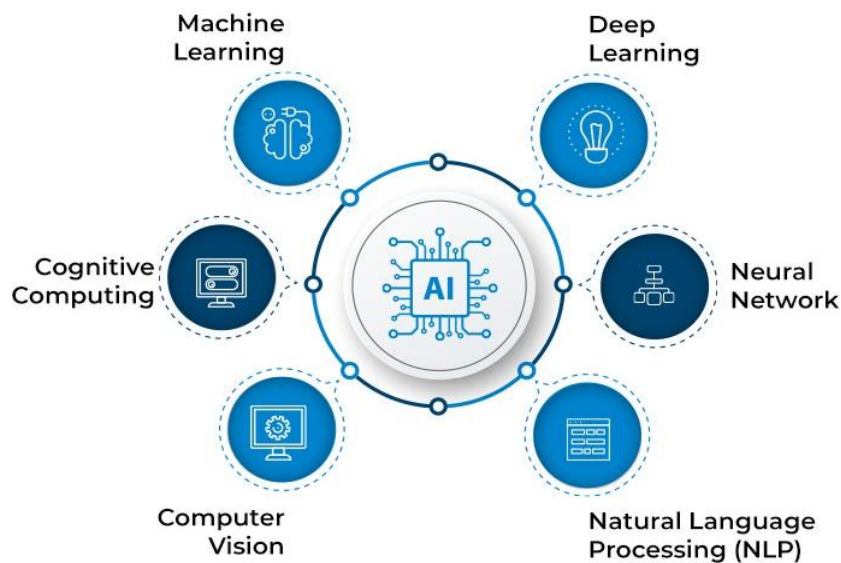 Machine
Learning
Deep
Learning
Cognitive
Computing
AI
Neural
Network
Computer
Vision
Natural Language
Processing (NLP)